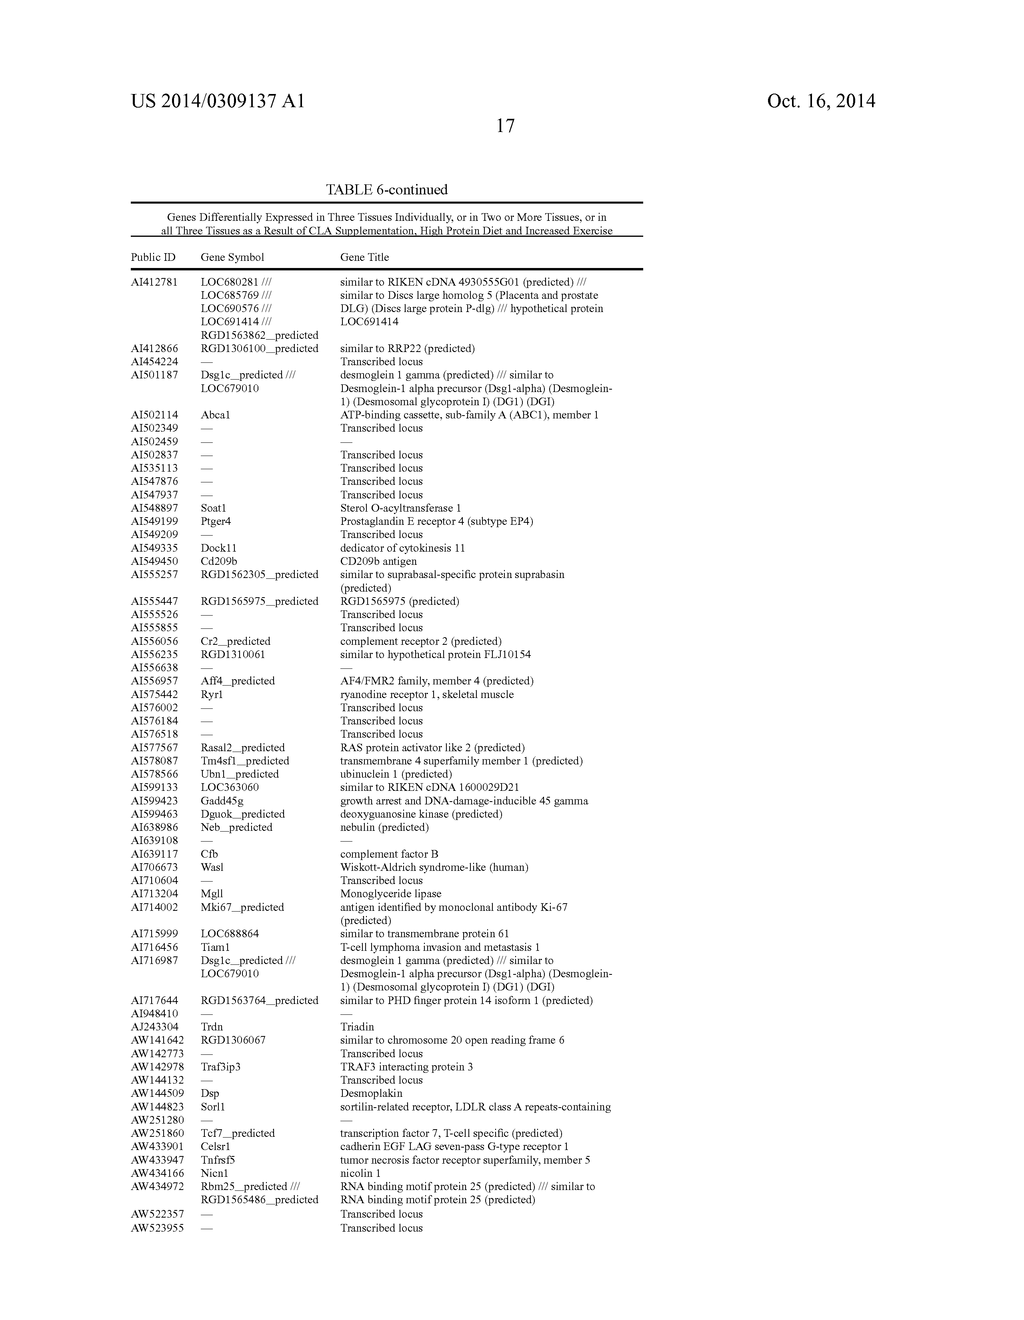 US 2014/0309137 A1 Oct. 16, 2014
17
TABLE 6-continued
Genes Differentially Expressed in Three Tissues Individually, or in Two or More Tissues, or in
all Three Tissues as a Result of CLA Supplementation, High Protein Diet and Increased Exercise
Public ID Gene Symbol Gene Title
AI412781 LOC680281 /// similar to RIKEN cDNA 4930555G01 (predicted) ///
LOC685769 /// similar to Discs large homolog 5 (Placenta and prostate
LOC690576 /// DLG) (Discs large protein P-dlg) /// hypothetical protein
LOC691414 /// LOC691414
RGD1563862_predicted
AI412866 RGD1306100_predicted similar to RRP22 (predicted)
AI454224 — Transcribed locus
AI501187 Dsg1c_predicted /// desmoglein 1 gamma (predicted) /// similar to
LOC679010 Desmoglein-1 alpha precursor (Dsg1-alpha) (Desmoglein-
1) (Desmosomal glycoprotein I) (DG1) (DGI)
AI502114 Abca1 ATP-binding cassette, sub-family A (ABC1), member 1
AI502349 — Transcribed locus
AI502459 — —
AI502837 — Transcribed locus
AI535113 — Transcribed locus
AI547876 — Transcribed locus
AI547937 — Transcribed locus
AI548897 Soat1 Sterol O-acyltransferase 1
AI549199 Ptger4 Prostaglandin E receptor 4 (subtype EP4)
AI549209 — Transcribed locus
AI549335 Dock11 dedicator of cytokinesis 11
AI549450 Cd209b CD209b antigen
AI555257 RGD1562305_predicted similar to suprabasal-specific protein suprabasin
(predicted)
AI555447 RGD1565975_predicted RGD1565975 (predicted)
AI555526 — Transcribed locus
AI555855 — Transcribed locus
AI556056 Cr2_predicted complement receptor 2 (predicted)
AI556235 RGD1310061 similar to hypothetical protein FLJ10154
AI556638 — —
AI556957 Aff4_predicted AF4/FMR2 family, member 4 (predicted)
AI575442 Ryr1 ryanodine receptor 1, skeletal muscle
AI576002 — Transcribed locus
AI576184 — Transcribed locus
AI576518 — Transcribed locus
AI577567 Rasal2_predicted RAS protein activator like 2 (predicted)
AI578087 Tm4sf1_predicted transmembrane 4 superfamily member 1 (predicted)
AI578566 Ubn1_predicted ubinuclein 1 (predicted)
AI599133 LOC363060 similar to RIKEN cDNA 1600029D21
AI599423 Gadd45g growth arrest and DNA-damage-inducible 45 gamma
AI599463 Dguok_predicted deoxyguanosine kinase (predicted)
AI638986 Neb_predicted nebulin (predicted)
AI639108 — —
AI639117 Cfb complement factor B
AI706673 Wasl Wiskott-Aldrich syndrome-like (human)
AI710604 — Transcribed locus
AI713204 Mgll Monoglyceride lipase
AI714002 Mki67_predicted antigen identified by monoclonal antibody Ki-67
(predicted)
AI715999 LOC688864 similar to transmembrane protein 61
AI716456 Tiam1 T-cell lymphoma invasion and metastasis 1
AI716987 Dsg1c_predicted /// desmoglein 1 gamma (predicted) /// similar to
LOC679010 Desmoglein-1 alpha precursor (Dsg1-alpha) (Desmoglein-
1) (Desmosomal glycoprotein I) (DG1) (DGI)
AI717644 RGD1563764_predicted similar to PHD finger protein 14 isoform 1 (predicted)
AI948410 — —
AJ243304 Trdn Triadin
AW141642 RGD1306067 similar to chromosome 20 open reading frame 6
AW142773 — Transcribed locus
AW142978 Traf3ip3 TRAF3 interacting protein 3
AW144132 — Transcribed locus
AW144509 Dsp Desmoplakin
AW144823 Sorl1 sortilin-related receptor, LDLR class A repeats-containing
AW251280 — —
AW251860 Tcf7_predicted transcription factor 7, T-cell specific (predicted)
AW433901 Celsr1 cadherin EGF LAG seven-pass G-type receptor 1
AW433947 Tnfrsf5 tumor necrosis factor receptor superfamily, member 5
AW434166 Nicn1 nicolin 1
AW434972 Rbm25_predicted /// RNA binding motif protein 25 (predicted) /// similar to
RGD1565486_predicted RNA binding motif protein 25 (predicted)
AW522357 — Transcribed locus
AW523955 — Transcribed locus